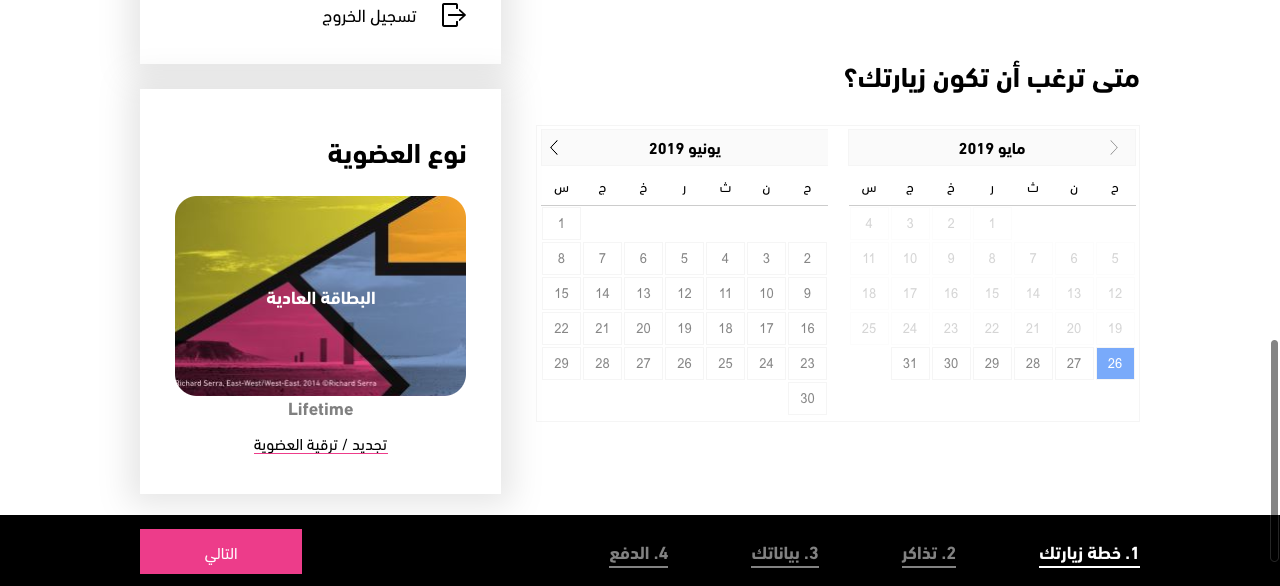 تسجيل الخروج
متى ترغب أن تكون زيارتك؟
مايو 2019
ح ن ث ر خ ج س
1 2 3 4
5 6 7 8 9 10 11
12 13 14 15 16 17 18
19 20 21 22 23 24 25
26 27 28 29 30 31
يونيو 2019
ح ن ث ر خ ج س
1
2 3 4 5 6 7 8
9 10 11 12 13 14 15
16 17 18 19 20 21 22
23 24 25 26 27 28 29
30
نوع العضوية
البطاقة العادية
Richard Serra, East-West/West-East, 2014 ©Richard Serra
Lifetime
تجديد / ترقية العضوية
1. خطة زيارتك
2. تذاكر
3. بياناتك
4. الدفع
التالي